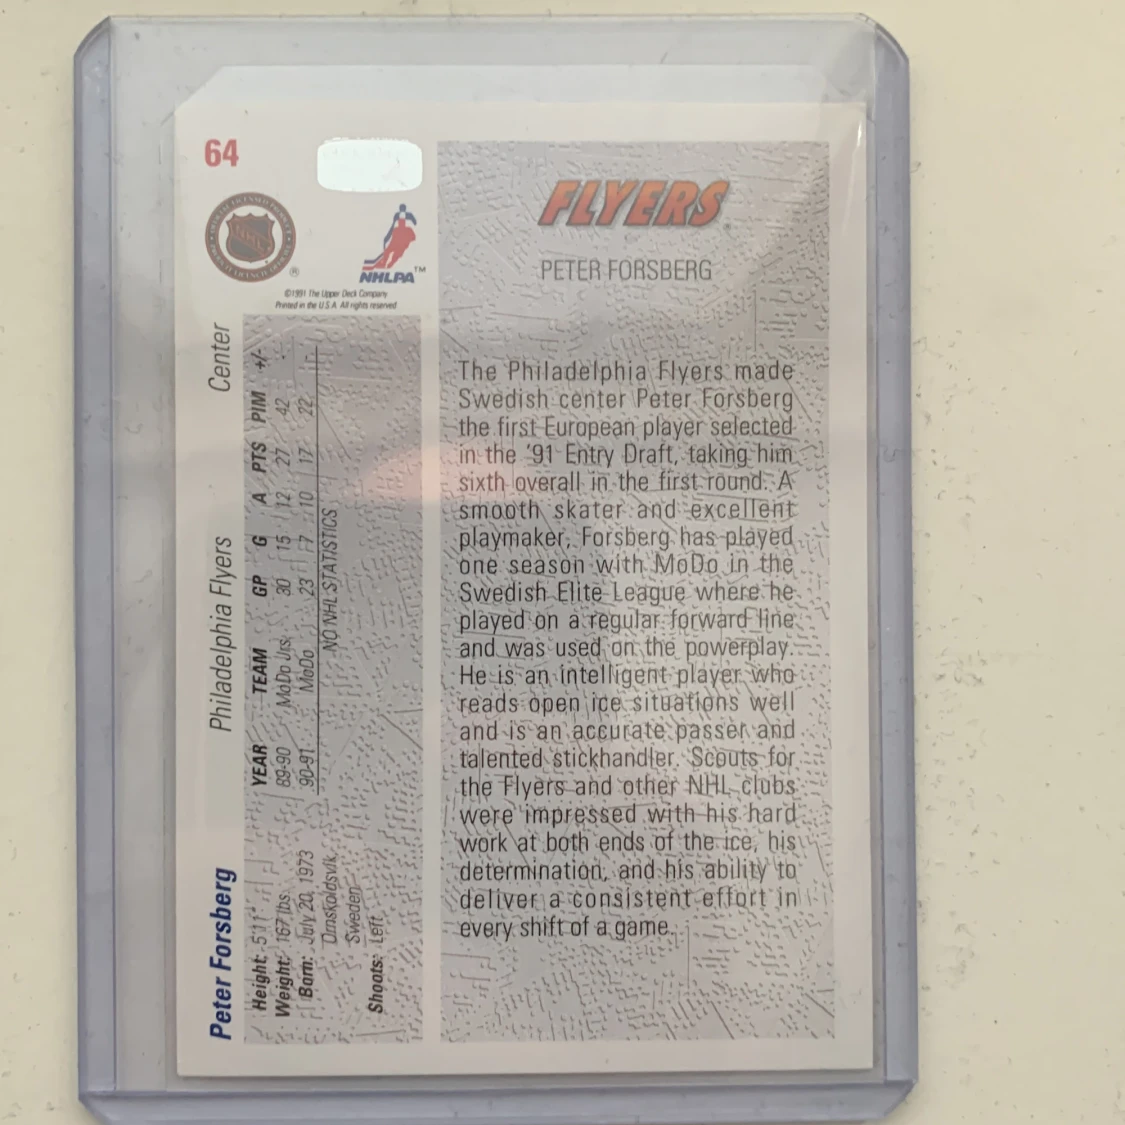 64
NHLPA™
©1991 The Upper Deck Company
Printed in the U.S.A. All rights reserved
Peter Forsberg Philadelphia Flyers Center
Height: 5'11"
Weight: 167 lbs.
Born: July 20, 1973
Ornskoldsvik,
Sweden
Shoots: Left
YEAR TEAM GP G A PTS PIM +/-
89-90 MoDo Jrs. 30 15 12 27 42 -
90-91 MoDo 23 7 10 17 22
NO NHL STATISTICS
FLYERS
PETER FORSBERG
The Philadelphia Flyers made
Swedish center Peter Forsberg
the first European player selected
in the '91 Entry Draft, taking him
sixth overall in the first round. A
smooth skater and excellent
playmaker, Forsberg has played
one season with MoDo in the
Swedish Elite League where he
played on a regular forward line
and was used on the powerplay.
He is an intelligent player who
reads open ice situations well
and is an accurate passer and
talented stickhandler. Scouts for
the Flyers and other NHL clubs
were impressed with his hard
work at both ends of the ice, his
determination, and his ability to
deliver a consistent effort in
every shift of a game.